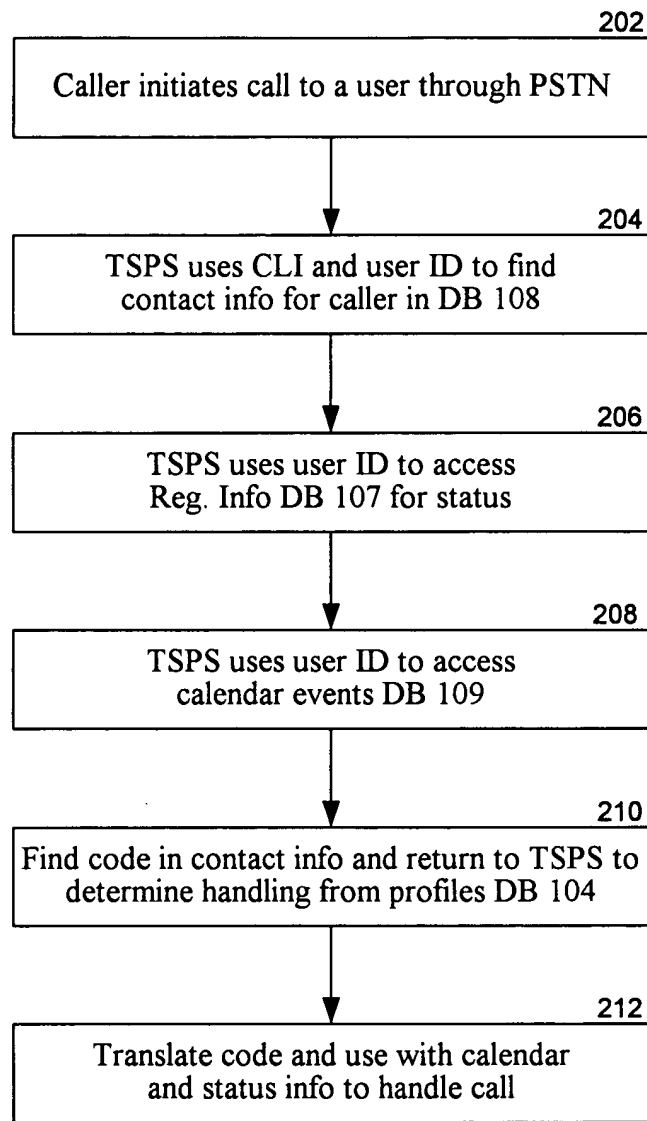 202
Caller initiates call to a user through PSTN
204
TSPS uses CLI and user ID to find
contact info for caller in DB 108
206
TSPS uses user ID to access
Reg. Info DB 107 for status
208
TSPS uses user ID to access
calendar events DB 109
210
Find code in contact info and return to TSPS to
determine handling from profiles DB 104
212
Translate code and use with calendar
and status info to handle call